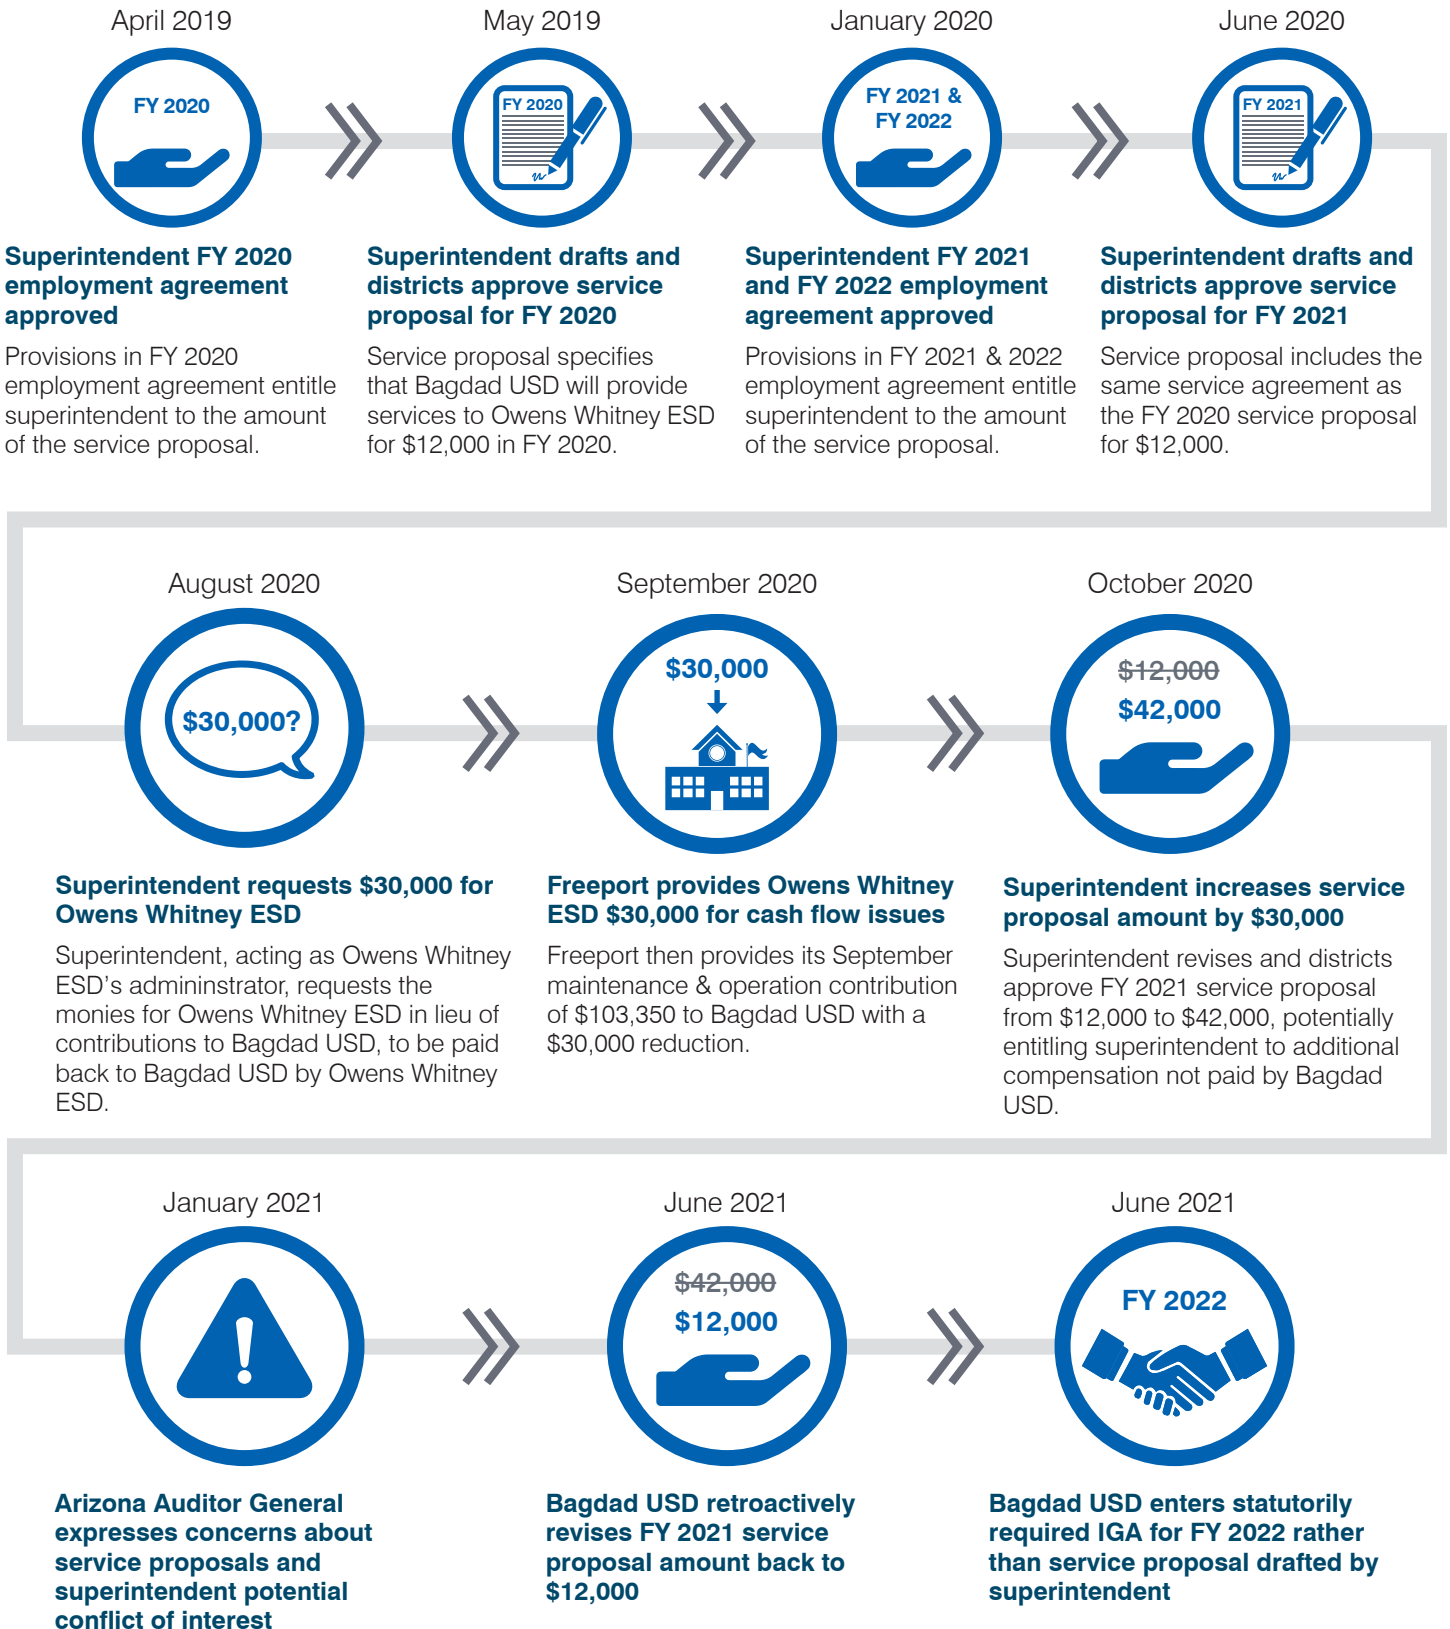 April 2019
FY 2020
Superintendent FY 2020
employment agreement
approved
Provisions in FY 2020
employment agreement entitle
superintendent to the amount
of the service proposal.
May 2019
FY 2020
Superintendent drafts and
districts approve service
proposal for FY 2020
Service proposal specifies
that Bagdad USD will provide
services to Owens Whitney ESD
for $12,000 in FY 2020.
January 2020
FY 2021 &
FY 2022
Superintendent FY 2021
and FY 2022 employment
agreement approved
Provisions in FY 2021 & 2022
employment agreement entitle
superintendent to the amount
of the service proposal.
June 2020
FY 2021
Superintendent drafts and
districts approve service
proposal for FY 2021
Service proposal includes the
same service agreement as
the FY 2020 service proposal
for $12,000.
August 2020
$30,000?
Superintendent requests $30,000 for
Owens Whitney ESD
Superintendent, acting as Owens Whitney
ESD's admininstrator, requests the
monies for Owens Whitney ESD in lieu of
contributions to Bagdad USD, to be paid
back to Bagdad USD by Owens Whitney
ESD.
September 2020
$30,000
Freeport provides Owens Whitney
ESD $30,000 for cash flow issues
Freeport then provides its September
maintenance & operation contribution
of $103,350 to Bagdad USD with a
$30,000 reduction.
October 2020
$12,000
$42,000
Superintendent increases service
proposal amount by $30,000
Superintendent revises and districts
approve FY 2021 service proposal
from $12,000 to $42,000, potentially
entitling superintendent to additional
compensation not paid by Bagdad
USD.
January 2021
Arizona Auditor General
expresses concerns about
service proposals and
superintendent potential
conflict of interest
June 2021
$42,000
$12,000
Bagdad USD retroactively
revises FY 2021 service
proposal amount back to
$12,000
June 2021
FY 2022
Bagdad USD enters statutorily
required IGA for FY 2022 rather
than service proposal drafted by
superintendent